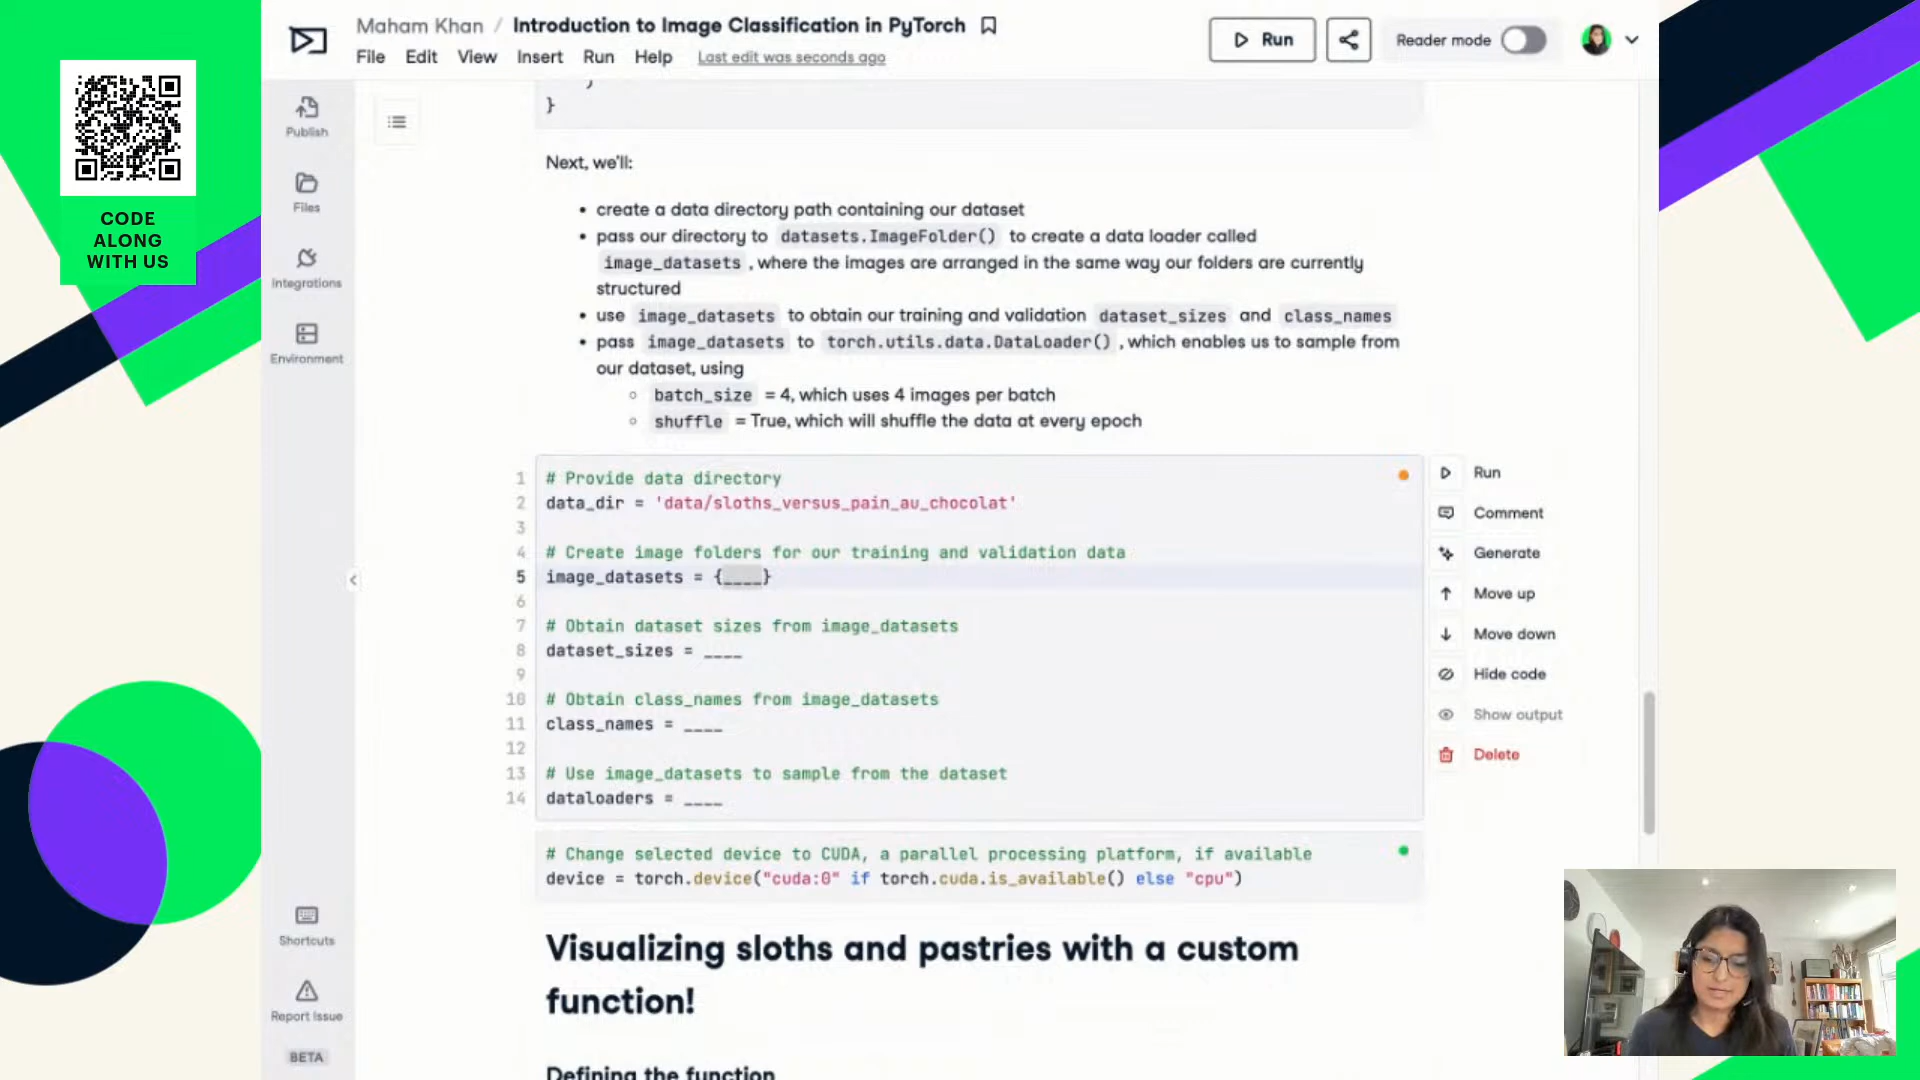 CODE
ALONG
WITH US
Maham Khan / Introduction to Image Classification in PyTorch
File Edit View Insert Run Help Last edit was seconds ago
Run
Reader mode
Publish
Files
Integrations
Environment
Shortcuts
Report Issue
BETA
}
Next, we'll:
• create a data directory path containing our dataset
• pass our directory to datasets.ImageFolder() to create a data loader called
image_datasets , where the images are arranged in the same way our folders are currently
structured
• use image_datasets to obtain our training and validation dataset_sizes and class_names
• pass image_datasets to torch.utils.data.DataLoader() , which enables us to sample from
our dataset, using
◦ batch_size = 4, which uses 4 images per batch
◦ shuffle = True, which will shuffle the data at every epoch
1 # Provide data directory
2 data_dir = 'data/sloths_versus_pain_au_chocolat'
3
4 # Create image folders for our training and validation data
5 image_datasets = {____}
6
7 # Obtain dataset sizes from image_datasets
8 dataset_sizes = ____
9
10 # Obtain class_names from image_datasets
11 class_names = ____
12
13 # Use image_datasets to sample from the dataset
14 dataloaders = ____
Run
Comment
Generate
Move up
Move down
Hide code
Show output
Delete
# Change selected device to CUDA, a parallel processing platform, if available
device = torch.device("cuda:0" if torch.cuda.is_available() else "cpu")
Visualizing sloths and pastries with a custom
function!
Defining the function